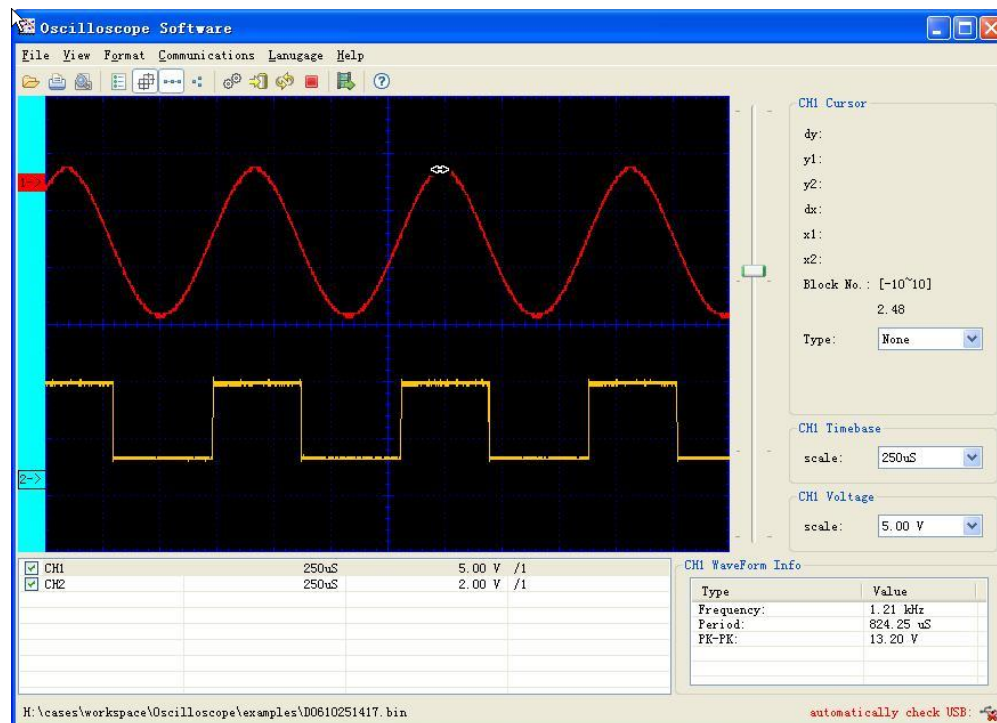 Oscilloscope Software
File View Format Communications Lanugage Help
1->
2->
CH1 Cursor
dy:
y1:
y2:
dx:
x1:
x2:
Block No.: [-10~10]
2.48
Type: None
CH1 Timebase
scale: 250uS
CH1 Voltage
scale: 5.00 V
CH1 250uS 5.00 V /1
CH2 250uS 2.00 V /1
CH1 WaveForm Info
Type Value
Frequency: 1.21 kHz
Period: 824.25 uS
PK-PK: 13.20 V
H:\cases\workspace\Oscilloscope\examples\D0610251417.bin
automatically check USB: